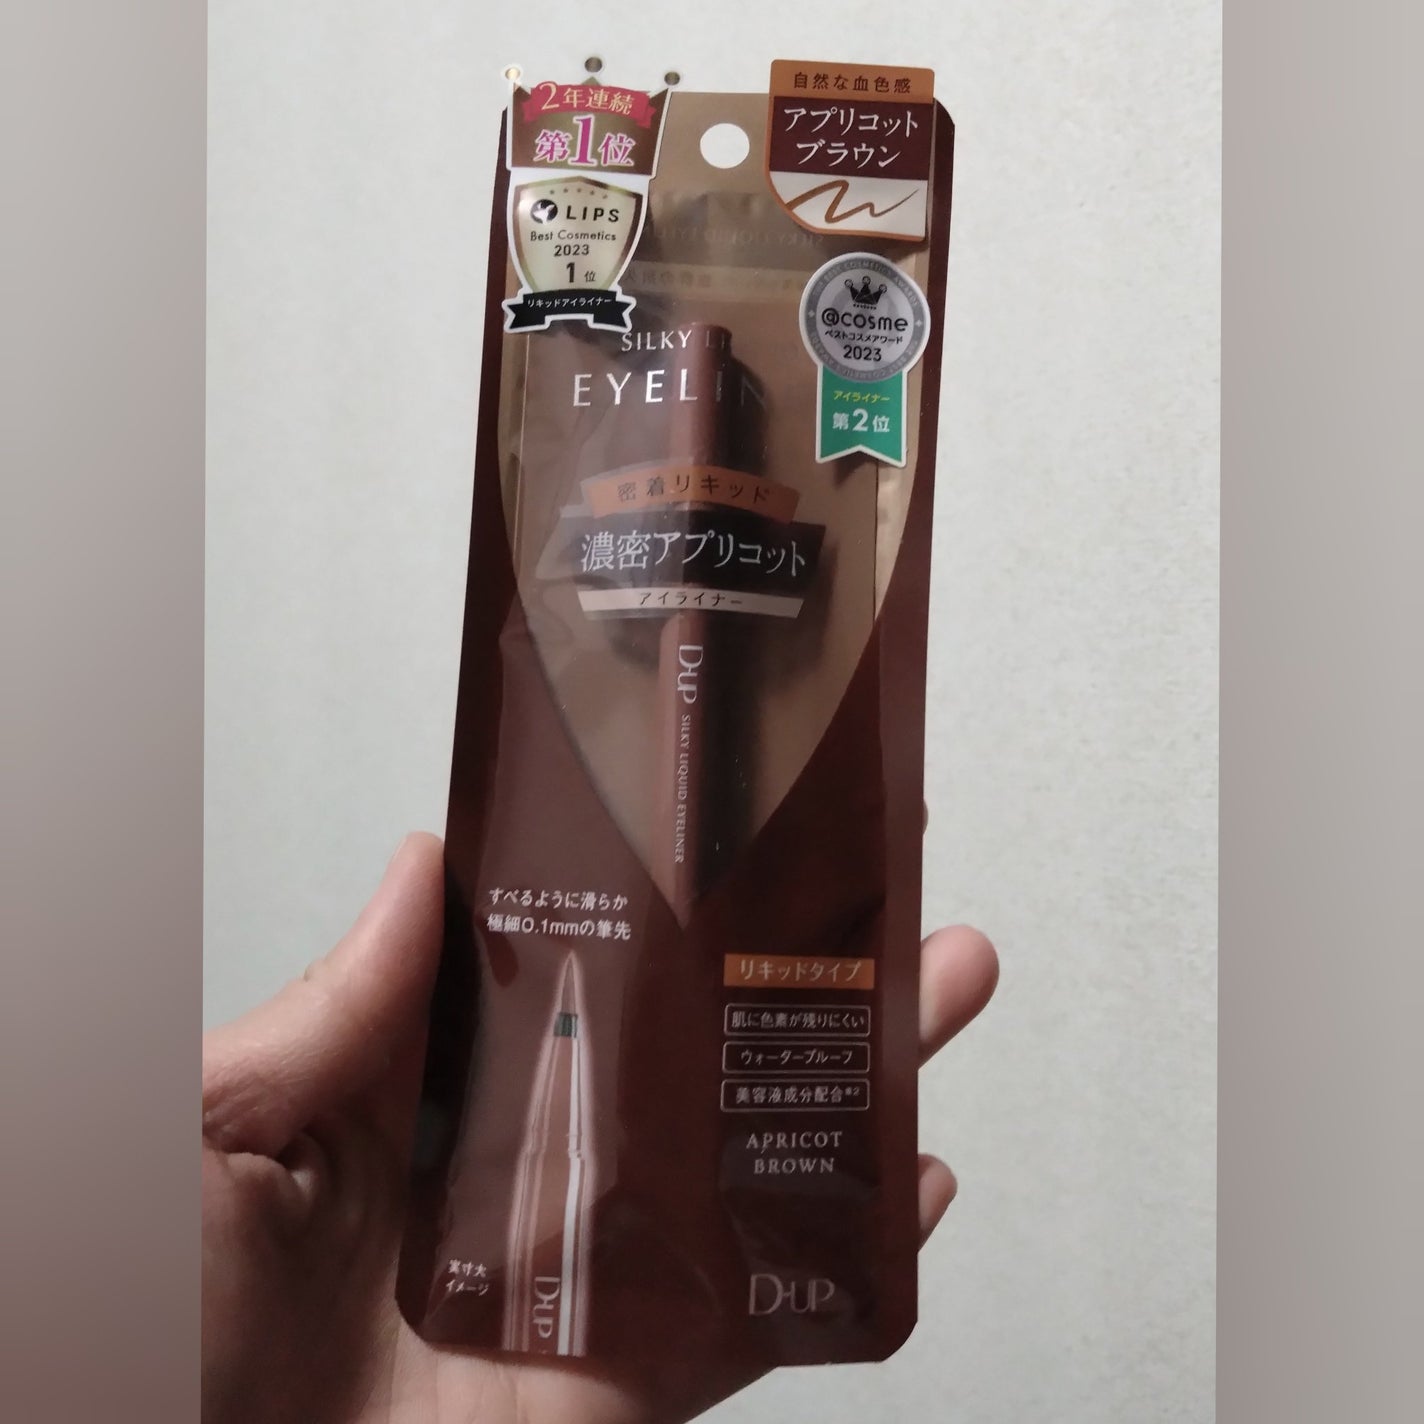 2年連続
第1位
LIPS
Best Cosmetics
2023
1位
リキッドアイライナー
自然な血色感
アプリコット
ブラウン
@cosme
ベストコスメアワード
2023
アイライナー
第2位
SILKY
密着リキッド
濃密アプリコット
アイライナー
D-UP SILKY LIQUID EYELINER
すべるように滑らか
極細0.1mmの筆先
リキッドタイプ
肌に色素が残りにくい
ウォータープルーフ
美容液成分配合※2
APRICOT
BROWN
実寸大
イメージ
D-UP
D-UP